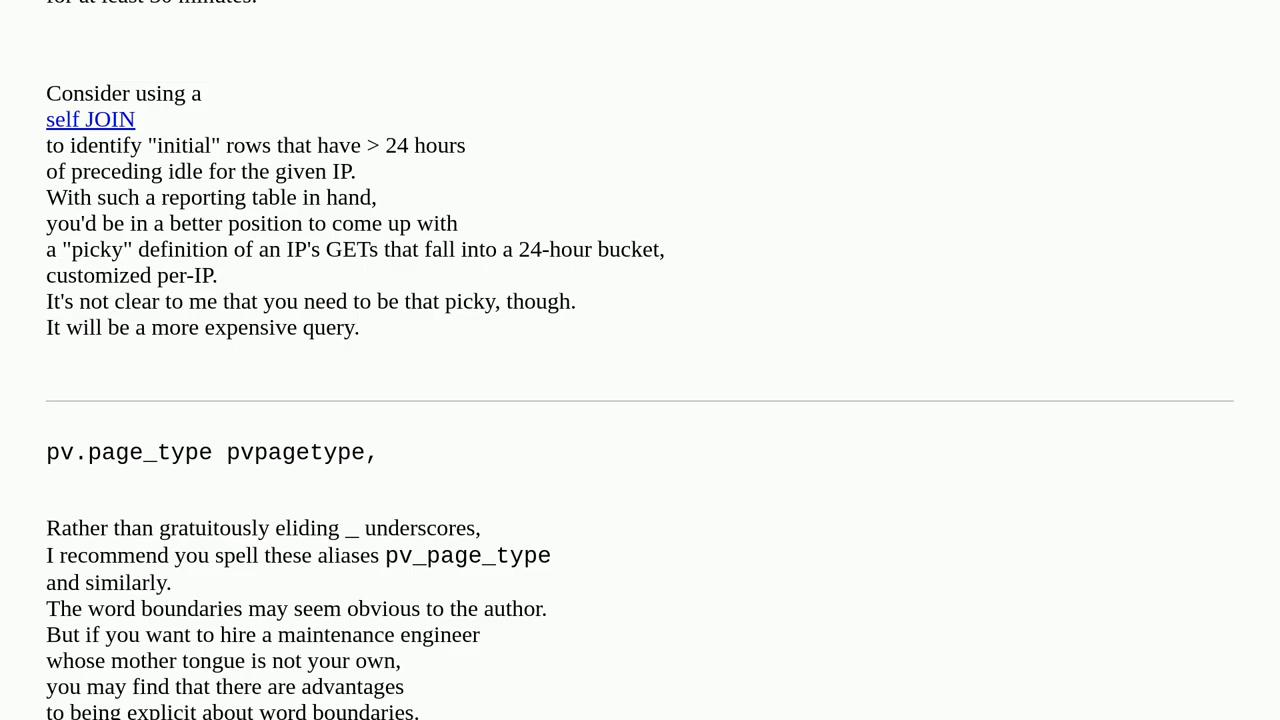 for at least 30 minutes.
Consider using a
self JOIN
to identify "initial" rows that have > 24 hours
of preceding idle for the given IP.
With such a reporting table in hand,
you'd be in a better position to come up with
a "picky" definition of an IP's GETs that fall into a 24-hour bucket,
customized per-IP.
It's not clear to me that you need to be that picky, though.
It will be a more expensive query.
pv.page_type pvpagetype,
Rather than gratuitously eliding _ underscores,
I recommend you spell these aliases pv_page_type
and similarly.
The word boundaries may seem obvious to the author.
But if you want to hire a maintenance engineer
whose mother tongue is not your own,
you may find that there are advantages
to being explicit about word boundaries.